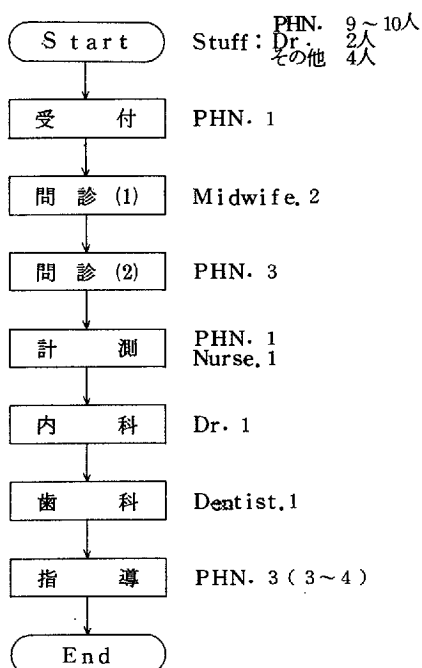 PHN. 9～10人
Start Stuff: Dr. 2人
その他 4人
受付 PHN. 1
問診 (1) Midwife. 2
問診 (2) PHN. 3
計測 PHN. 1
Nurse. 1
内科 Dr. 1
歯科 Dentist. 1
指導 PHN. 3 (3～4)
End